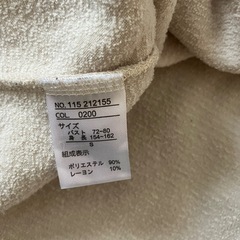 NO. 115 212155
COL. 0200
サイズ
バスト 72-80
身長 154-162
S
組成表示
ポリエステル 90%
レーヨン 10%